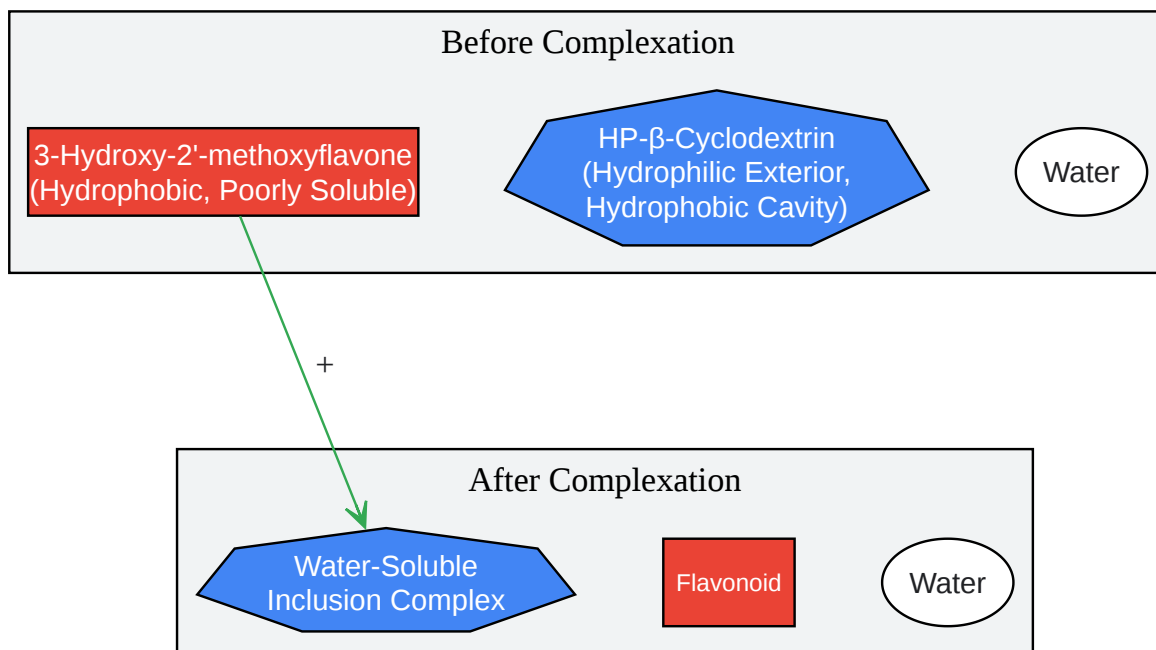 Before Complexation
3-Hydroxy-2'-methoxyflavone
(Hydrophobic, Poorly Soluble)
HP-β-Cyclodextrin
(Hydrophilic Exterior,
Hydrophobic Cavity)
Water
+
After Complexation
Water-Soluble
Inclusion Complex
Flavonoid
Water